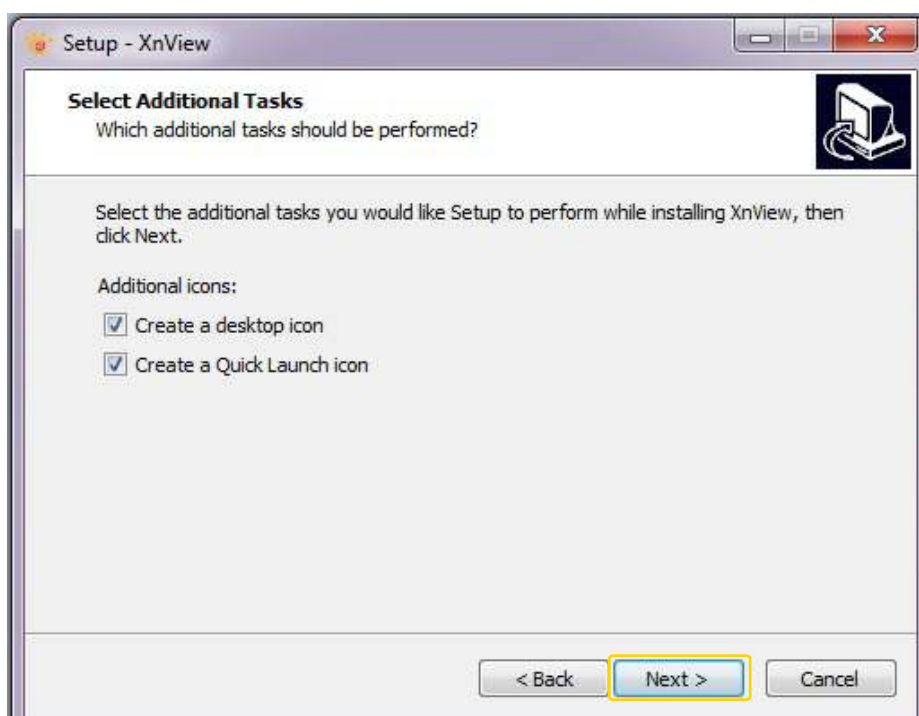 Setup - XnView
Select Additional Tasks
Which additional tasks should be performed?
Select the additional tasks you would like Setup to perform while installing XnView, then
click Next.
Additional icons:
Create a desktop icon
Create a Quick Launch icon
< Back
Next >
Cancel